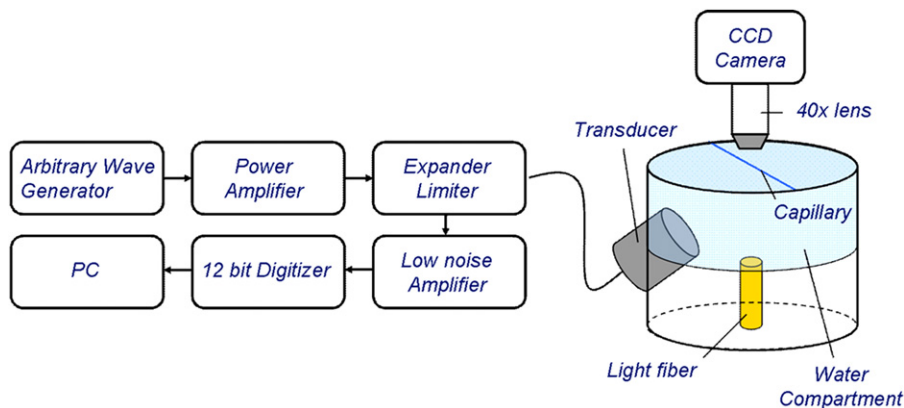 CCD
Camera
40x lens
Transducer
Arbitrary Wave
Generator
Power
Amplifier
Expander
Limiter
Capillary
PC
12 bit Digitizer
Low noise
Amplifier
Light fiber
Water
Compartment